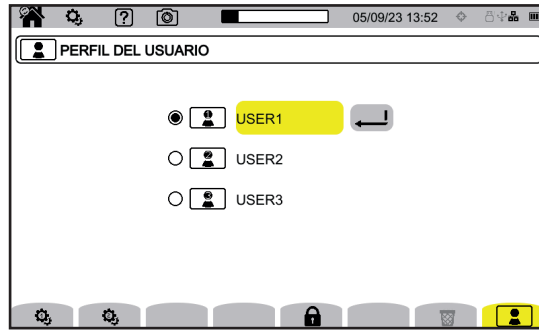 05/09/23 13:52
PERFIL DEL USUARIO
USER1
USER2
USER3